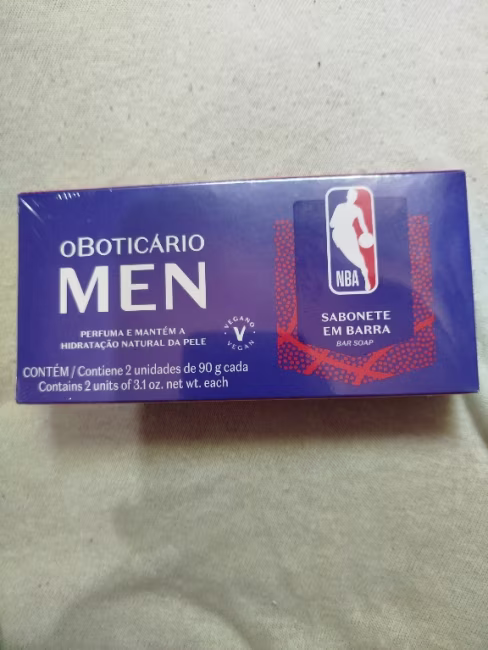 oBOTICÁRIO
MEN
PERFUMA E MANTÉM A
HIDRATAÇÃO NATURAL DA PELE
VEGANO
V
VEGAN
CONTÉM / Contiene 2 unidades de 90 g cada
Contains 2 units of 3.1 oz. net wt. each
NBA
SABONETE
EM BARRA
BAR SOAP